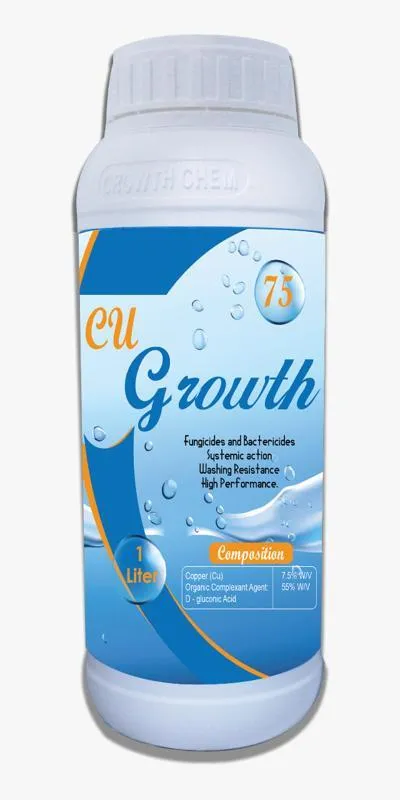 GROWTH CHEM
75
CU
Growth
Fungicides and Bactericides
Systemic action
Washing Resistance
High Performance.
Composition
1
Liter
Copper (Cu) 7.5% W/V
Organic Complexant Agent: 55% W/V
D - gluconic Acid